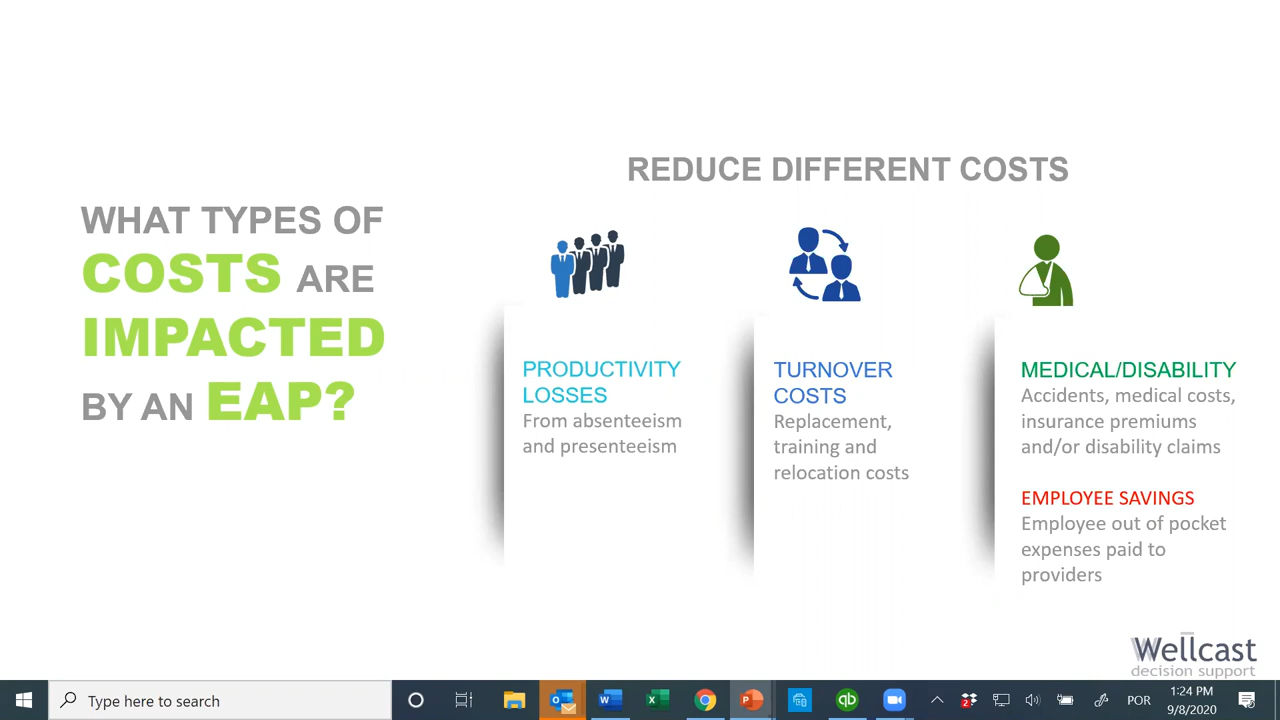 REDUCE DIFFERENT COSTS
WHAT TYPES OF
COSTS ARE
IMPACTED
BY AN EAP?
PRODUCTIVITY
LOSSES
From absenteeism
and presenteeism
TURNOVER
COSTS
Replacement,
training and
relocation costs
MEDICAL/DISABILITY
Accidents, medical costs,
insurance premiums
and/or disability claims
EMPLOYEE SAVINGS
Employee out of pocket
expenses paid to
providers
Wellcast
decision support
Type here to search
2
POR
1:24 PM
9/8/2020
3